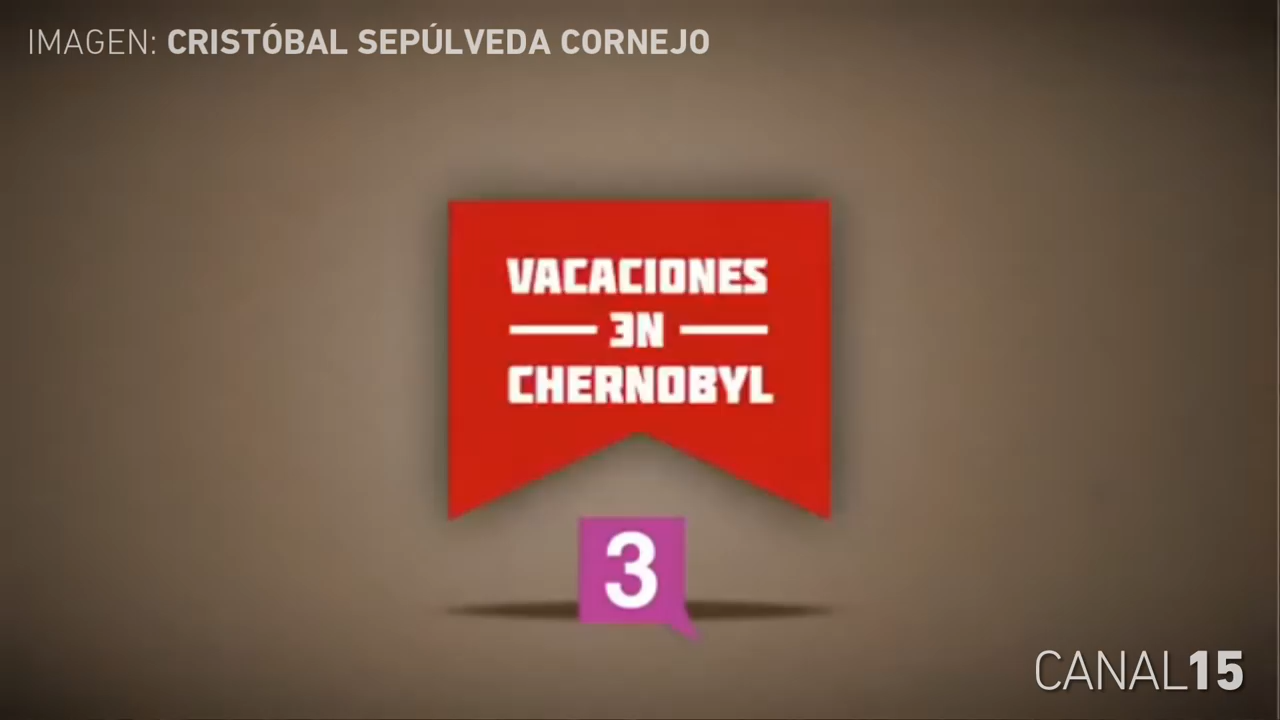 IMAGEN: CRISTÓBAL SEPÚLVEDA CORNEJO
VACACIONES
3N
CHERNOBYL
3
CANAL15